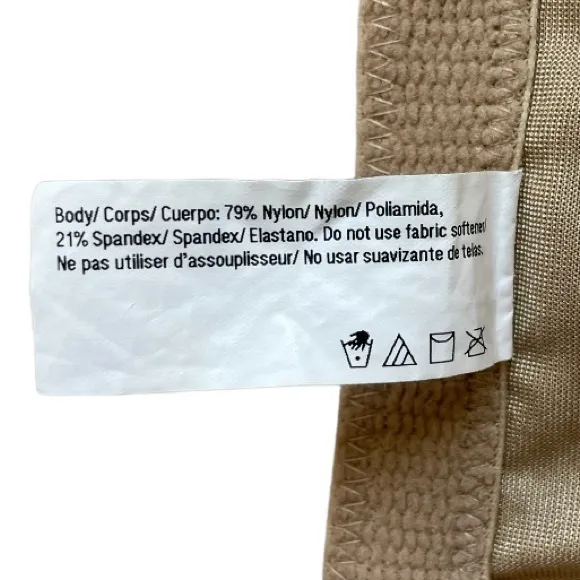 Body/ Corps/ Cuerpo: 79% Nylon/ Nylon/ Poliamida,
21% Spandex/ Spandex/ Elastano. Do not use fabric softener/
Ne pas utiliser d'assouplisseur/ No usar suavizante de telas.